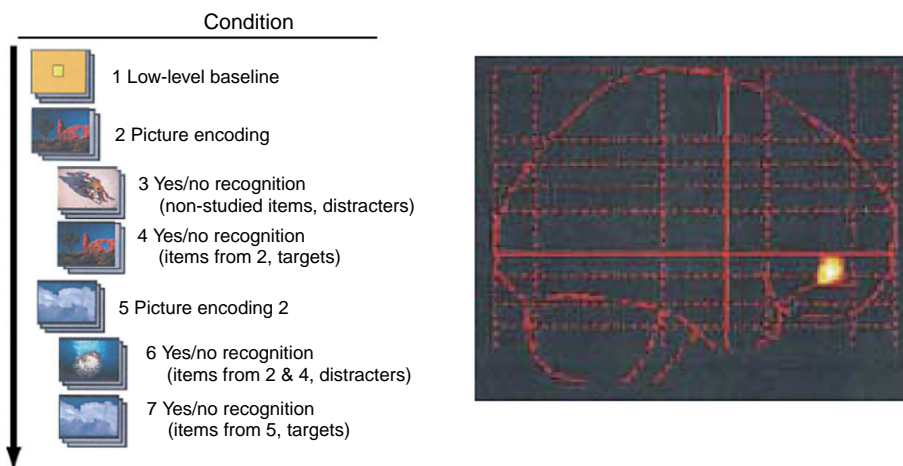 Condition
1 Low-level baseline
2 Picture encoding
3 Yes/no recognition
(non-studied items, distracters)
4 Yes/no recognition
(items from 2, targets)
5 Picture encoding 2
6 Yes/no recognition
(items from 2 & 4, distracters)
7 Yes/no recognition
(items from 5, targets)